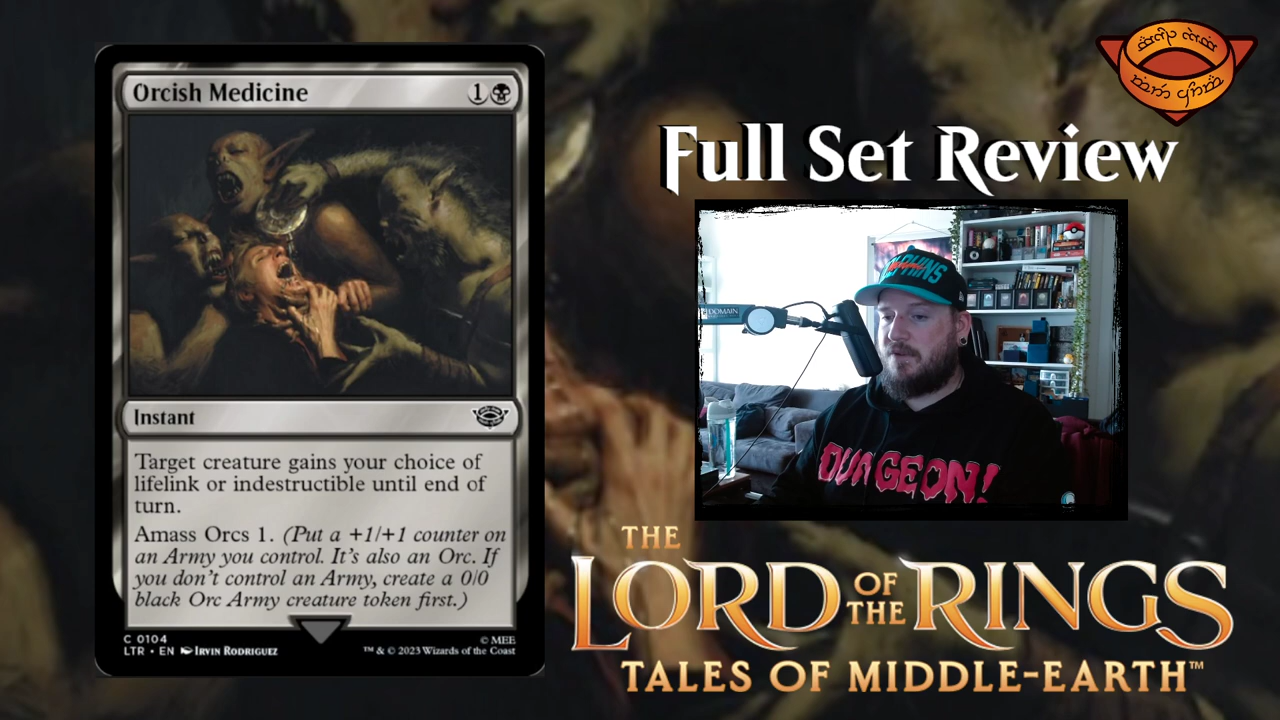 Orcish Medicine 1
Instant
Target creature gains your choice of
lifelink or indestructible until end of
turn.
Amass Orcs 1. (Put a +1/+1 counter on
an Army you control. It's also an Orc. If
you don't control an Army, create a 0/0
black Orc Army creature token first.)
C 0104
LTR • EN IRVIN RODRIGUEZ
© MEE
™ & © 2023 Wizards of the Coast
Full Set Review
DOLPHINS
DOMAIN
DUNGEON!
THE
LORD OF THE RINGS
TALES OF MIDDLE-EARTH™